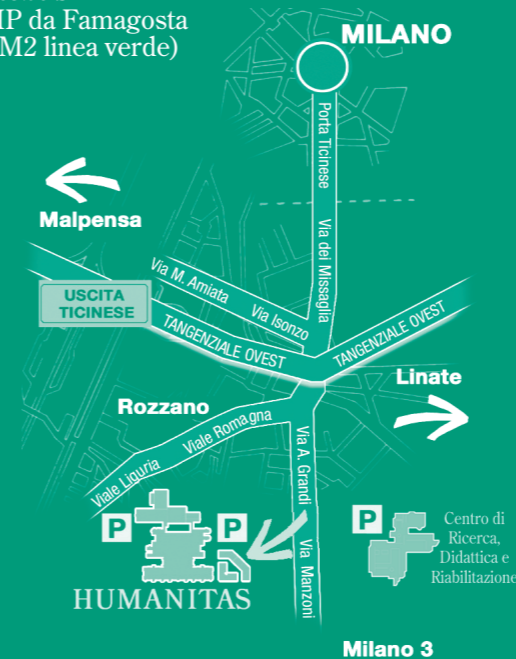 IP da Famagosta
M2 linea verde)
MILANO
Porta Ticinese
Via dei Missaglia
Malpensa
Via M. Amiata
Via Isonzo
USCITA
TICINESE
TANGENZIALE OVEST
TANGENZIALE OVEST
Linate
Rozzano
Viale Romagna
Viale Liguria
Via A. Grandi
Via Manzoni
P
P
P
Centro di
Ricerca,
Didattica e
Riabilitazione
HUMANITAS
Milano 3